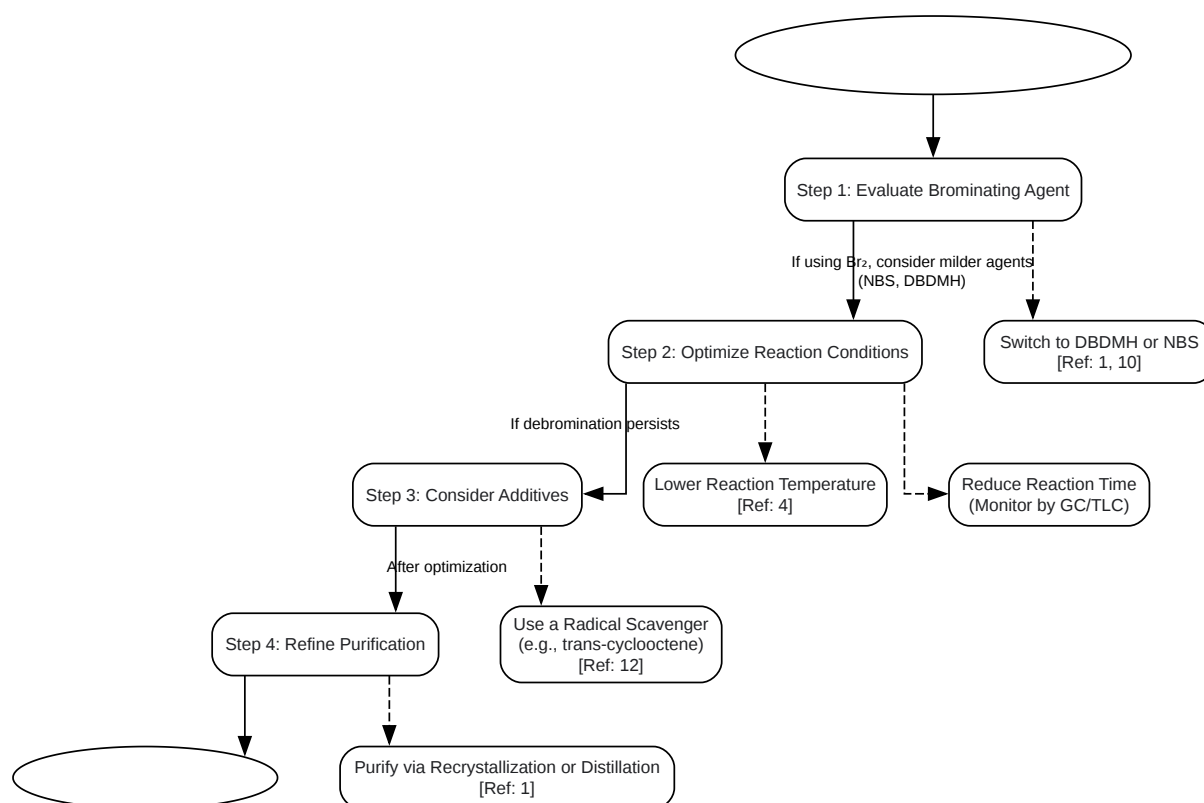 Step 1: Evaluate Brominating Agent
If using Br₂, consider milder agents
(NBS, DBDMH)
Step 2: Optimize Reaction Conditions
Switch to DBDMH or NBS
[Ref: 1, 10]
If debromination persists
Step 3: Consider Additives
Lower Reaction Temperature
[Ref: 4]
Reduce Reaction Time
(Monitor by GC/TLC)
After optimization
Step 4: Refine Purification
Use a Radical Scavenger
(e.g., trans-cyclooctene)
[Ref: 12]
Purify via Recrystallization or Distillation
[Ref: 1]